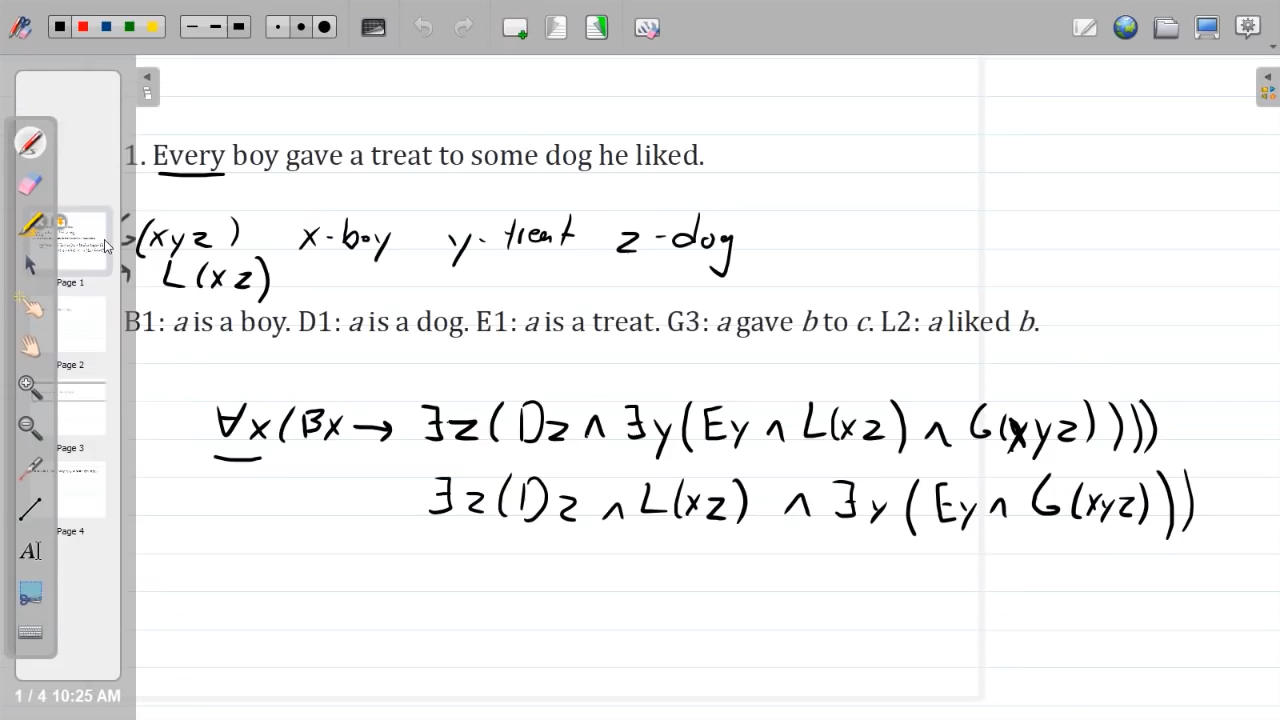 1. Every boy gave a treat to some dog he liked.
(xyz) x-boy y-treat z-dog
L(xz)
B1: a is a boy. D1: a is a dog. E1: a is a treat. G3: a gave b to c. L2: a liked b.
∀x(Bx → ∃z(Dz ∧ ∃y(Ey ∧ L(xz) ∧ G(xyz))))
∃z(Dz ∧ L(xz) ∧ ∃y(Ey ∧ G(xyz)))
Page 1
Page 2
Page 3
Page 4
1 / 4 10:25 AM